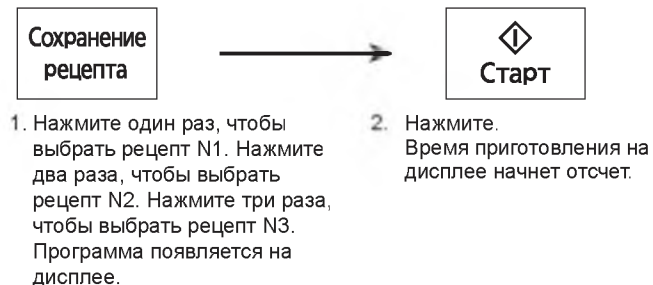 Сохранение
рецепта
Старт
1. Нажмите один раз, чтобы
выбрать рецепт N1. Нажмите
два раза, чтобы выбрать
рецепт N2. Нажмите три раза,
чтобы выбрать рецепт N3.
Программа появляется на
дисплее.
2. Нажмите.
Время приготовления на
дисплее начнет отсчет.